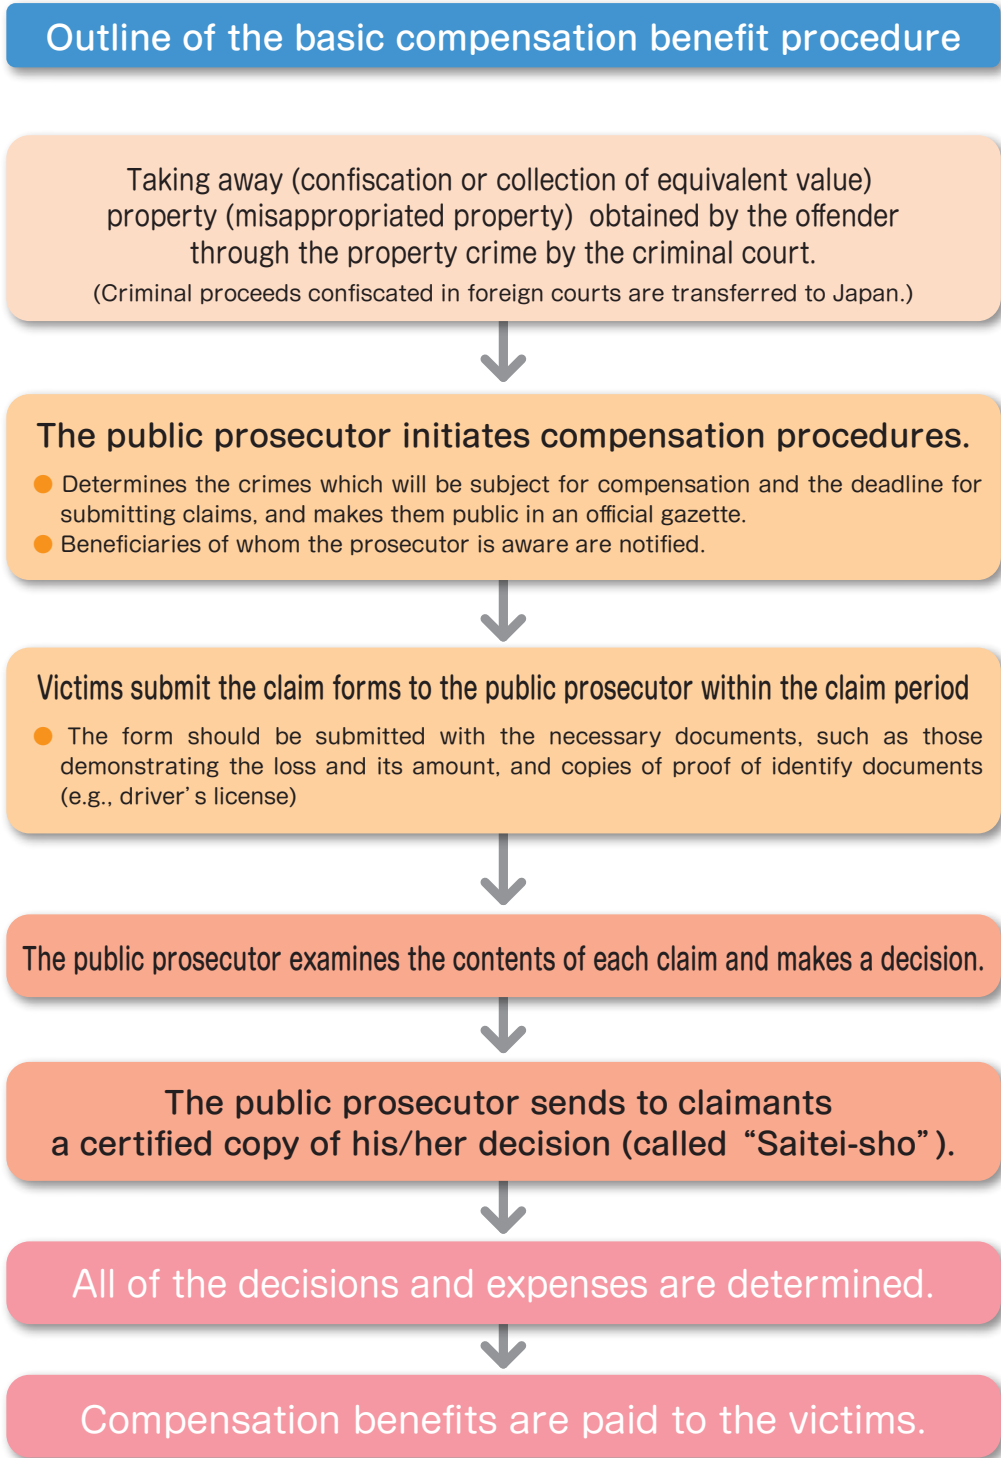 Outline of the basic compensation benefit procedure
Taking away (confiscation or collection of equivalent value)
property (misappropriated property) obtained by the offender
through the property crime by the criminal court.
(Criminal proceeds confiscated in foreign courts are transferred to Japan.)
The public prosecutor initiates compensation procedures.
● Determines the crimes which will be subject for compensation and the deadline for
submitting claims, and makes them public in an official gazette.
● Beneficiaries of whom the prosecutor is aware are notified.
Victims submit the claim forms to the public prosecutor within the claim period
● The form should be submitted with the necessary documents, such as those
demonstrating the loss and its amount, and copies of proof of identify documents
(e.g., driver’s license)
The public prosecutor examines the contents of each claim and makes a decision.
The public prosecutor sends to claimants
a certified copy of his/her decision (called “Saitei-sho”).
All of the decisions and expenses are determined.
Compensation benefits are paid to the victims.